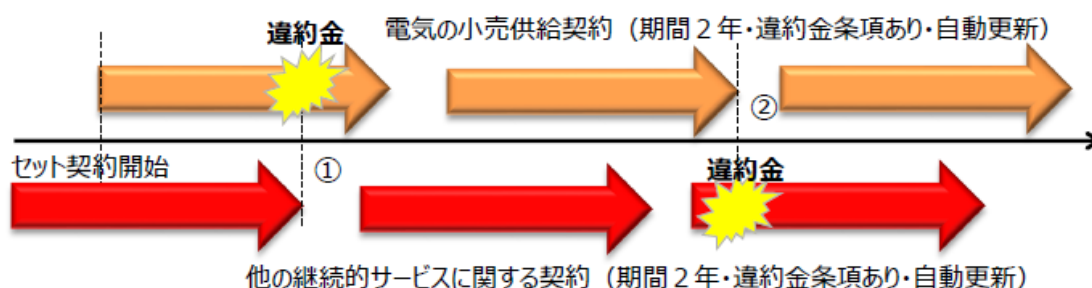 違約金
電気の小売供給契約（期間２年・違約金条項あり・自動更新）
②
セット契約開始
①
違約金
他の継続的サービスに関する契約（期間２年・違約金条項あり・自動更新）